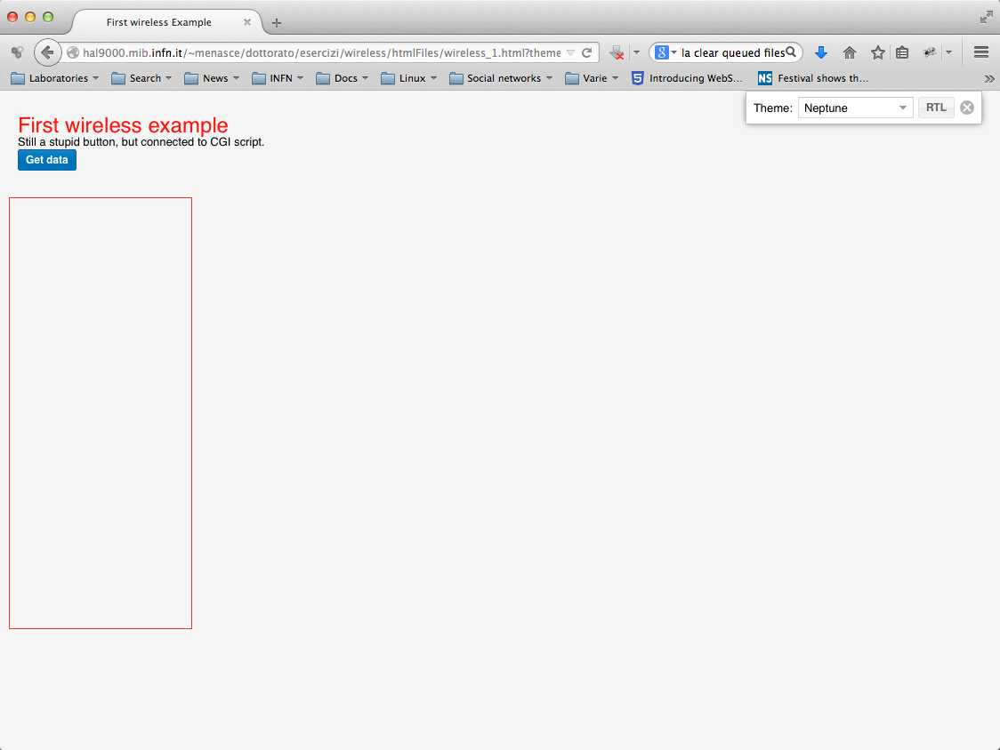 First wireless Example
hal9000.mib.infn.it/~menasce/dottorato/esercizi/wireless/htmlFiles/wireless_1.html?theme
la clear queued files
Laboratories Search News INFN Docs Linux Social networks Varie Introducing WebS... Festival shows th...
Theme: Neptune RTL
First wireless example
Still a stupid button, but connected to CGI script.
Get data